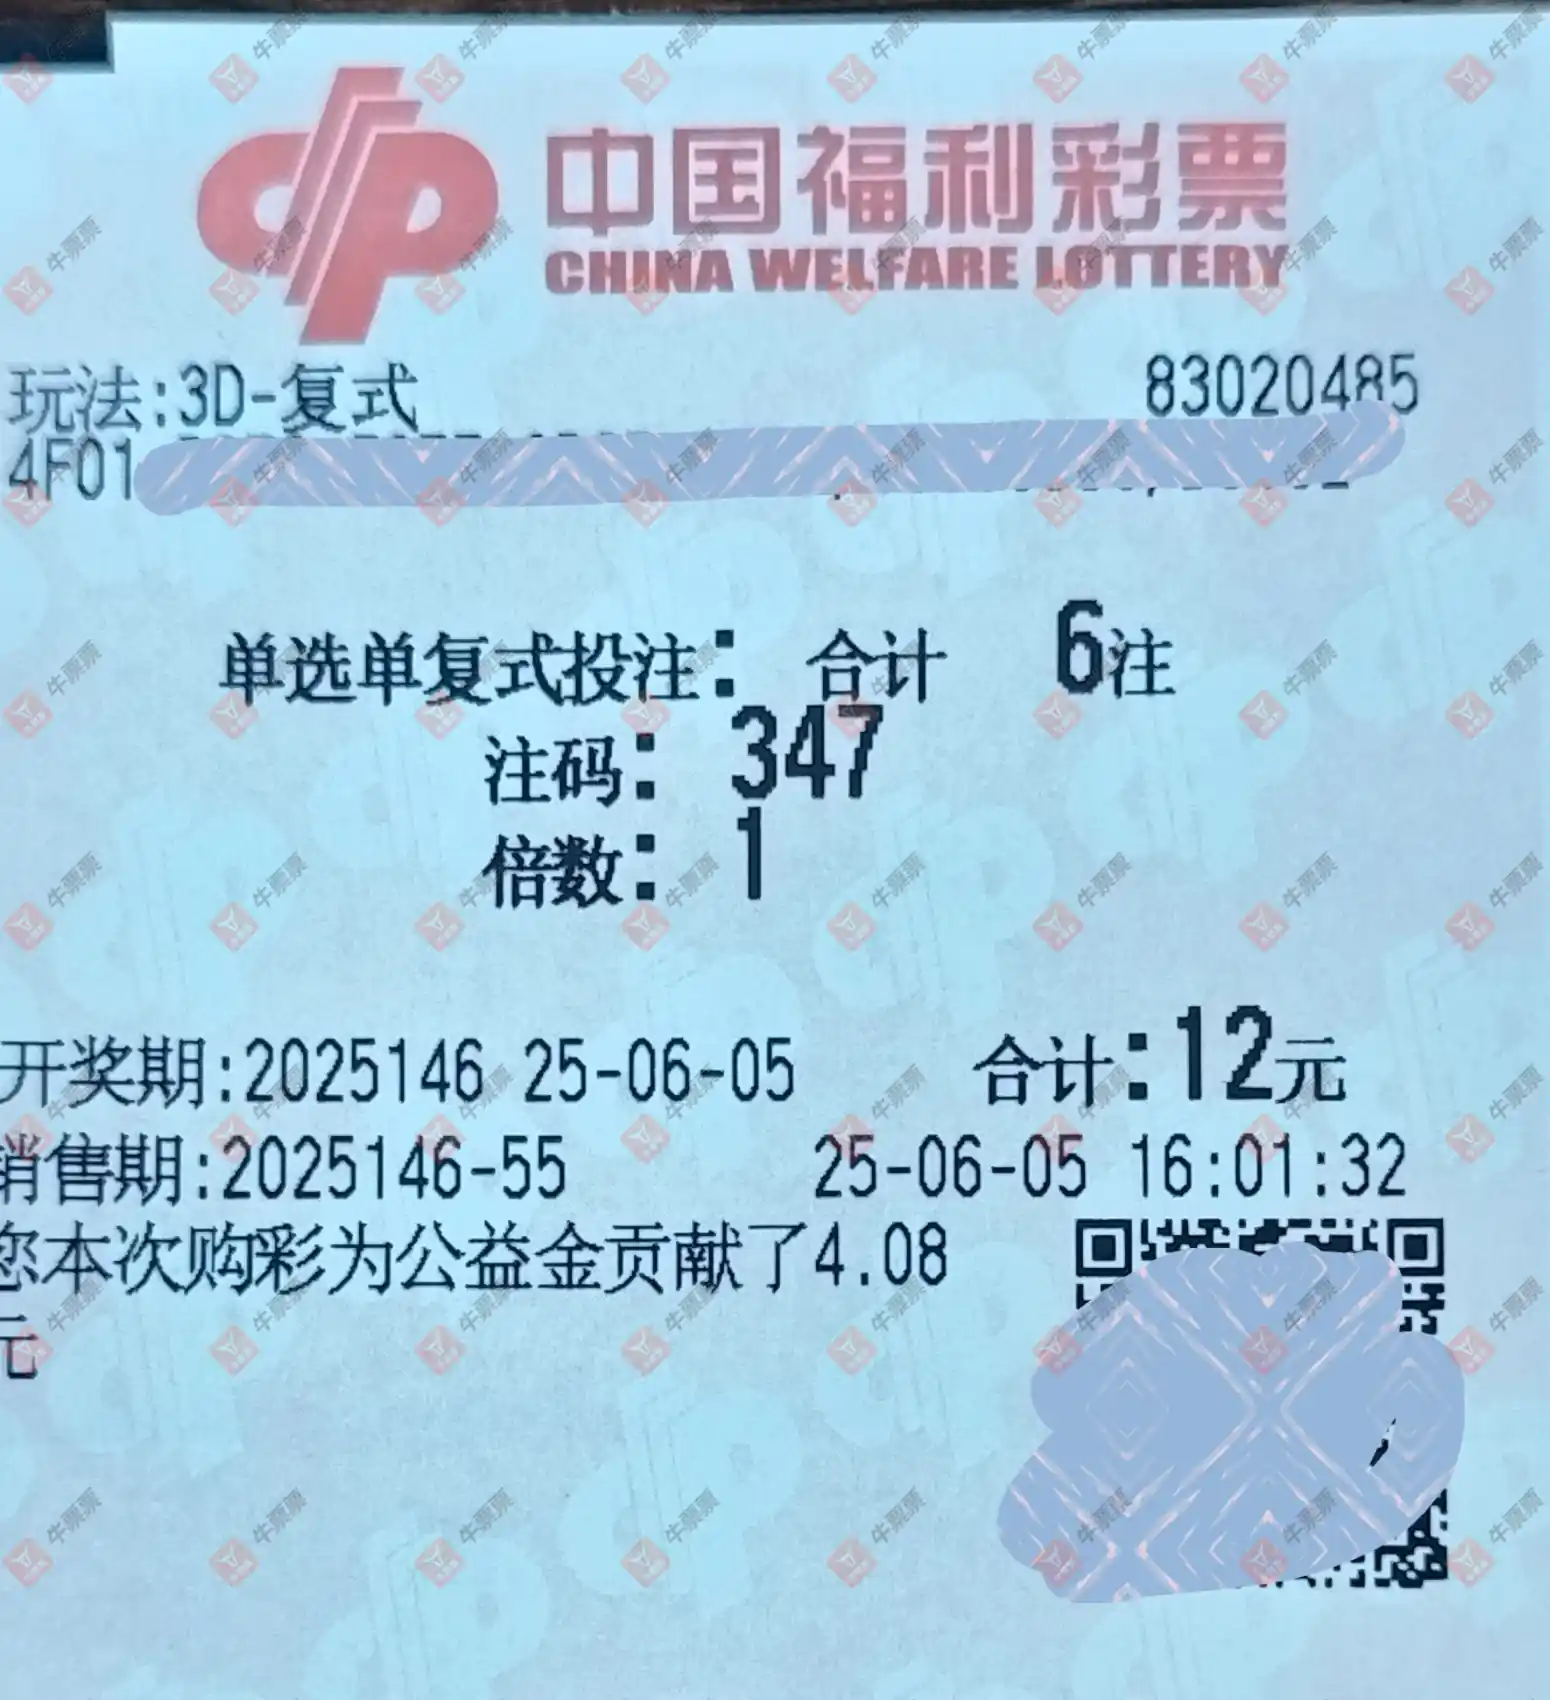 中国福利彩票
CHINA WELFARE LOTTERY
玩法:3D-复式 83020485
4F01
单选单复式投注: 合计 6注
注码: 347
倍数: 1
开奖期:2025146 25-06-05 合计:12元
销售期:2025146-55 25-06-05 16:01:32
您本次购彩为公益金贡献了4.08
元
牛票票